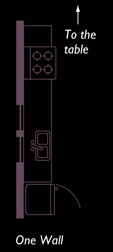 To the
table
One Wall